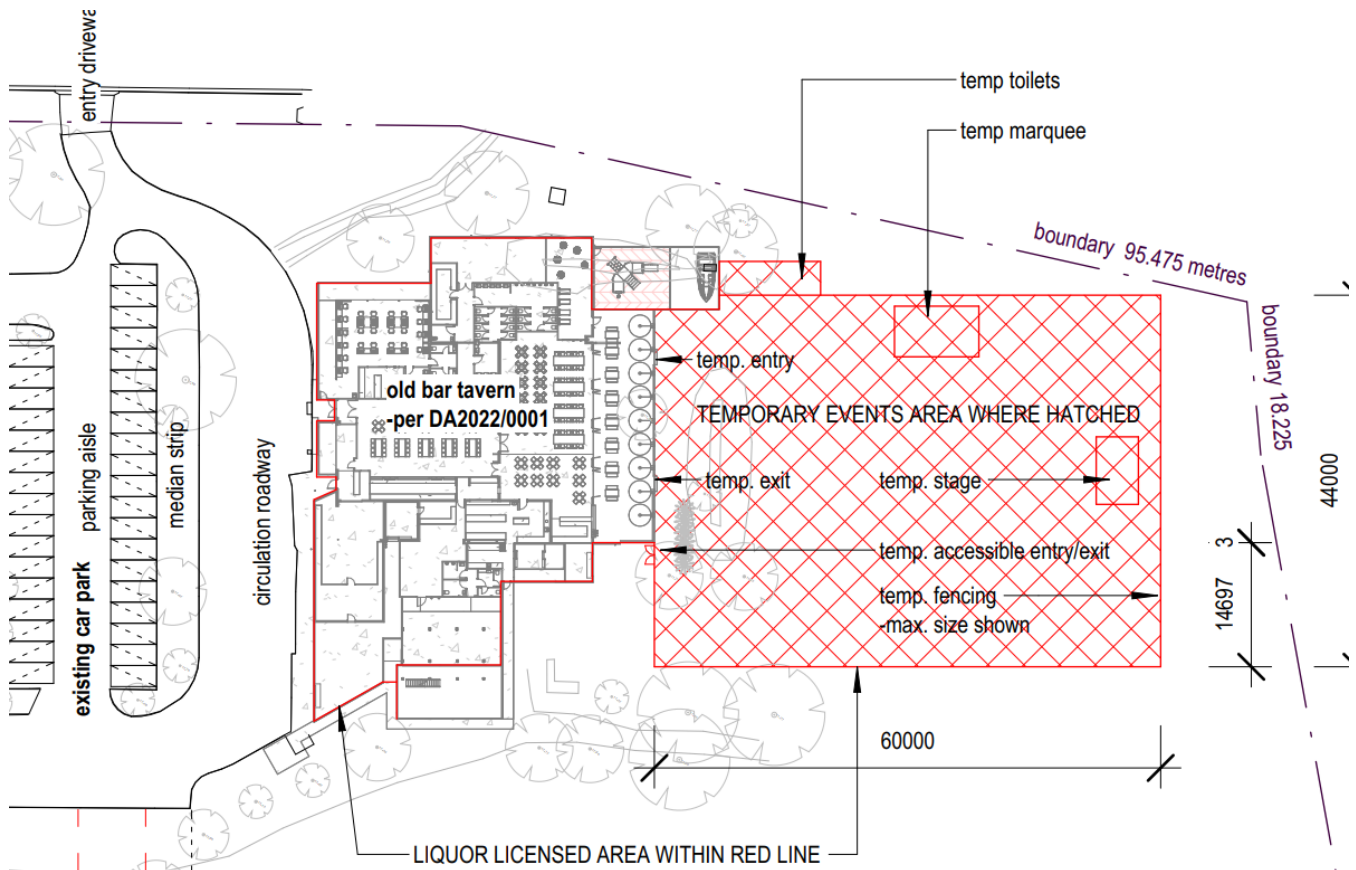 entry drivewa
temp toilets
temp marquee
boundary 95.475 metres
boundary 18.225
temp. entry
old bar tavern
-per DA2022/0001
TEMPORARY EVENTS AREA WHERE HATCHED
parking aisle
median strip
circulation roadway
existing car park
temp. exit
temp. stage
44000
temp. accessible entry/exit
3
14697
temp. fencing
-max. size shown
60000
LIQUOR LICENSED AREA WITHIN RED LINE